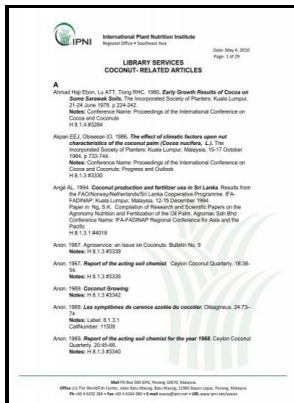 IPNI
International Plant Nutrition Institute
Regional Office • Southeast Asia
Date: May 4, 2010
Page: 1 of 29
LIBRARY SERVICES
COCONUT- RELATED ARTICLES
A
Ahmad Haji Ebon, Lu ATT, Tiong RHC. 1980. Early Growth Results of Cocoa on
Some Sarawak Soils. The Incorporated Society of Planters: Kuala Lumpur,
21-24 June 1978. p 224-242.
Notes: Conference Name: Proceedings of the International Conference on
Cocoa and Coconuts
H 8.1.4 #3284
Akpan EEJ, Obisesan IO. 1986. The effect of climatic factors upon nut
characteristics of the coconut palm (Cocos nucifera, L.). The
Incorporated Society of Planters: Kuala Lumpur, Malaysia, 15-17 October
1984. p 733-744.
Notes: Conference Name: Proceedings of the International Conference on
Cocoa and Coconuts: Progress and Outlook
H 8.1.3 #3330
Angé AL. 1994. Coconut production and fertilizer use in Sri Lanka. Results from
the FAO/Norway/Netherlands/Sri Lanka Cooperative Programme. IFA-
FADINAP: Kuala Lumpur, Malaysia, 12-15 December 1994.
Paper in: Ng, S.K. Compilation of Research and Scientific Papers on the
Agronomy Nutrition and Fertilization of the Oil Palm. Agromac Sdn Bhd
Conference Name: IFA-FADINAP Regional Conference for Asia and the
Pacific
H 8.1.3.1 #4018
Anon. 1967. Agroservice: an Issue on Coconuts. Bulletin No. 9
Anon. 1967. Report of the acting soil chemist. Ceylon Coconut Quarterly, 18:38-
54.
Notes: H 8.1.3 #3335
Anon. 1969. Coconut Growing.
Notes: H 8.1.3 #3342
Anon. 1969. Les symptômes de carence azotée du cocotier. Oléagineux, 24:73–
74
Notes: Label: 8.1.3.1
CallNumber: 11509
Anon. 1969. Report of the acting soil chemist for the year 1968. Ceylon Coconut
Quarterly, 20:45-66.
Notes: H 8.1.3 #3340
Mail PO Box 500 GPO, Penang 10670, Malaysia.